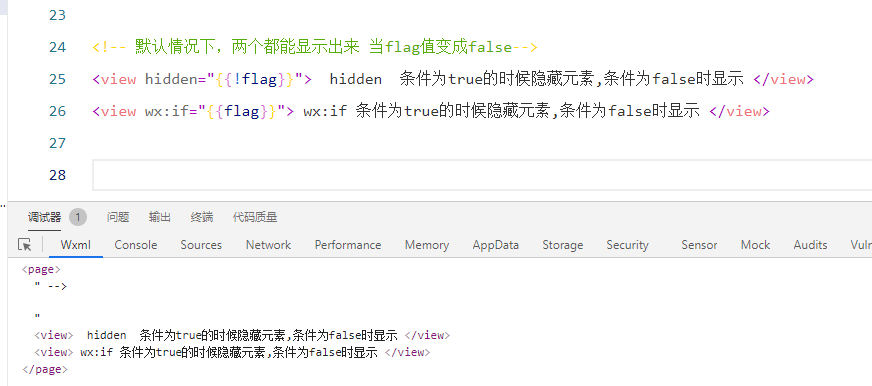 23
24 <!-- 默认情况下，两个都能显示出来 当flag值变成false-->
25 <view hidden="{{!flag}}">  hidden  条件为true的时候隐藏元素,条件为false时显示 </view>
26 <view wx:if="{{flag}}"> wx:if 条件为true的时候隐藏元素,条件为false时显示 </view>
27
28
调试器 1 问题 输出 终端 代码质量
Wxml Console Sources Network Performance Memory AppData Storage Security Sensor Mock Audits Vuln
<page>
" -->
"
<view>  hidden  条件为true的时候隐藏元素,条件为false时显示 </view>
<view> wx:if 条件为true的时候隐藏元素,条件为false时显示 </view>
</page>